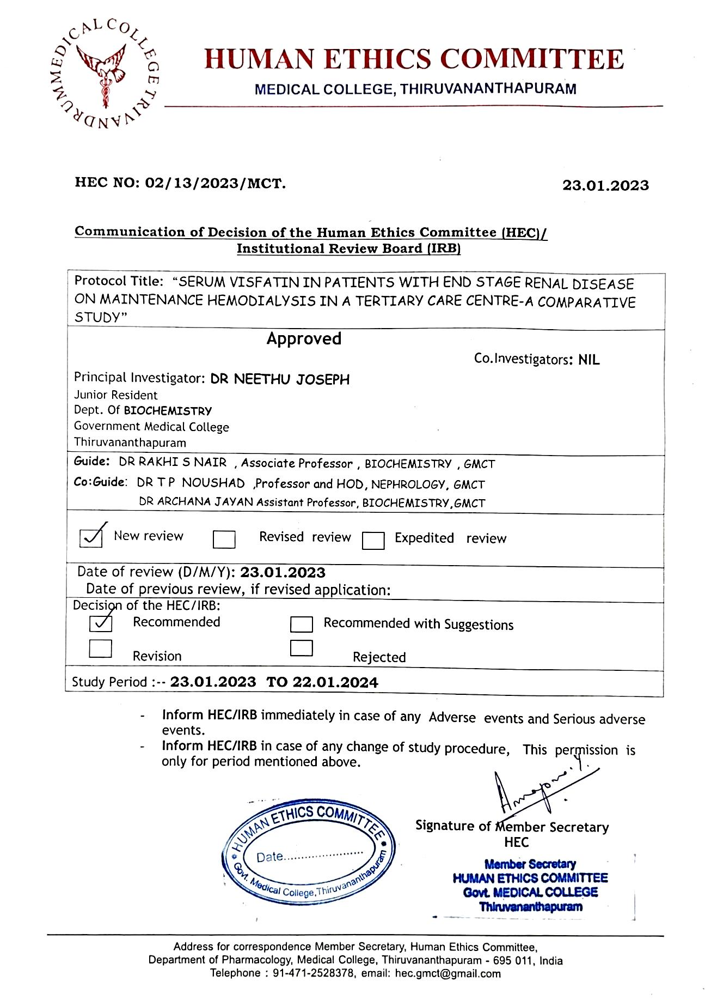 MEDICAL COLLEGE TRIVANDRUM
HUMAN ETHICS COMMITTEE
MEDICAL COLLEGE, THIRUVANANTHAPURAM
HEC NO: 02/13/2023/MCT.
23.01.2023
Communication of Decision of the Human Ethics Committee (HEC)/
Institutional Review Board (IRB)
Protocol Title: “SERUM VISFATIN IN PATIENTS WITH END STAGE RENAL DISEASE
ON MAINTENANCE HEMODIALYSIS IN A TERTIARY CARE CENTRE-A COMPARATIVE
STUDY”
Approved
Co.Investigators: NIL
Principal Investigator: DR NEETHU JOSEPH
Junior Resident
Dept. Of BIOCHEMISTRY
Government Medical College
Thiruvananthapuram
Guide: DR RAKHI S NAIR , Associate Professor , BIOCHEMISTRY , GMCT
Co:Guide: DR T P NOUSHAD ,Professor and HOD, NEPHROLOGY, GMCT
DR ARCHANA JAYAN Assistant Professor, BIOCHEMISTRY,GMCT
New review Revised review Expedited review
Date of review (D/M/Y): 23.01.2023
Date of previous review, if revised application:
Decision of the HEC/IRB:
Recommended Recommended with Suggestions
Revision Rejected
Study Period :-- 23.01.2023 TO 22.01.2024
- Inform HEC/IRB immediately in case of any Adverse events and Serious adverse
events.
- Inform HEC/IRB in case of any change of study procedure, This permission is
only for period mentioned above.
HUMAN ETHICS COMMITTEE
Date..........................
Govt. Medical College,Thiruvananthapuram
Signature of Member Secretary
HEC
Member Secretary
HUMAN ETHICS COMMITTEE
Govt. MEDICAL COLLEGE
Thiruvananthapuram
Address for correspondence Member Secretary, Human Ethics Committee,
Department of Pharmacology, Medical College, Thiruvananthapuram - 695 011, India
Telephone : 91-471-2528378, email: hec.gmct@gmail.com